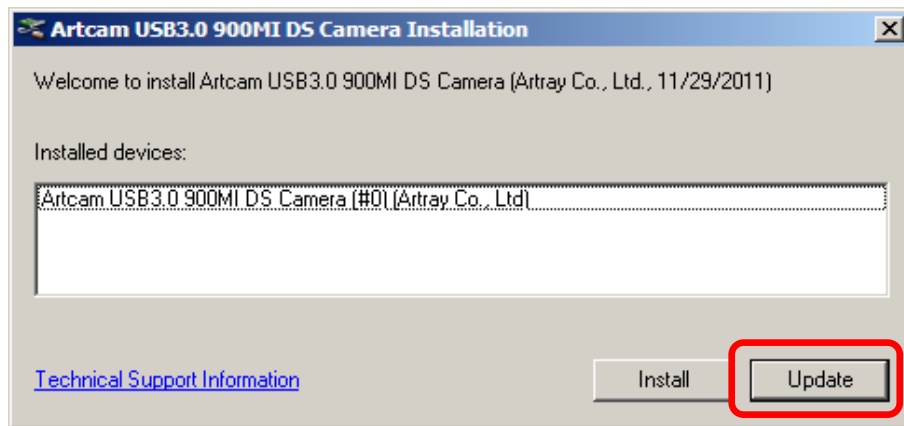 Artcam USB3.0 900MI DS Camera Installation
Welcome to install Artcam USB3.0 900MI DS Camera (Artray Co., Ltd., 11/29/2011)
Installed devices:
Artcam USB3.0 900MI DS Camera (#0) (Artray Co., Ltd)
Technical Support Information
Install
Update